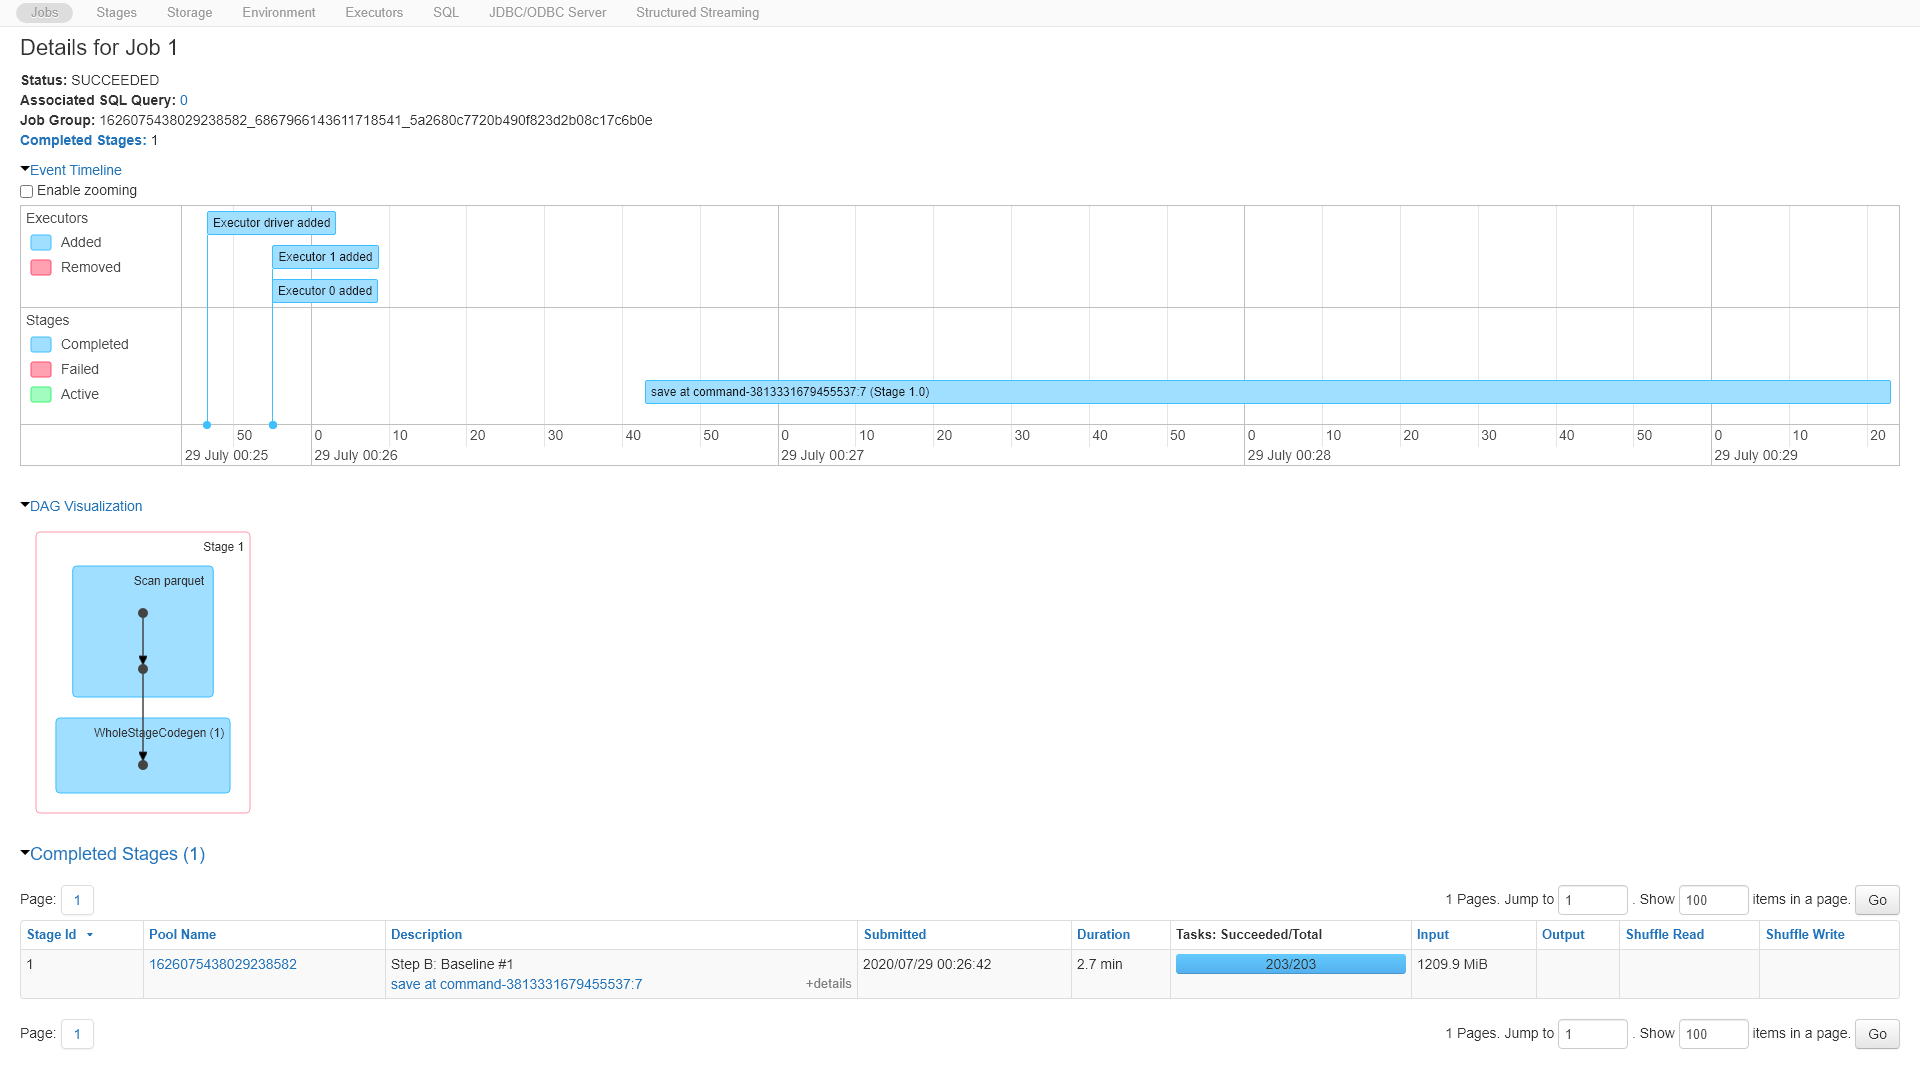 Jobs Stages Storage Environment Executors SQL JDBC/ODBC Server Structured Streaming
Details for Job 1
Status: SUCCEEDED
Associated SQL Query: 0
Job Group: 1626075438029238582_6867966143611718541_5a2680c7720b490f823d2b08c17c6b0e
Completed Stages: 1
Event Timeline
Enable zooming
Executors
Added
Removed
Executor driver added
Executor 1 added
Executor 0 added
Stages
Completed
Failed
Active
save at command-3813331679455537:7 (Stage 1.0)
50 0 10 20 30 40 50 0 10 20 30 40 50 0 10 20 30 40 50 0 10 20
29 July 00:25 29 July 00:26 29 July 00:27 29 July 00:28 29 July 00:29
DAG Visualization
Stage 1
Scan parquet
WholeStageCodegen (1)
Completed Stages (1)
Page: 1 1 Pages. Jump to 1 . Show 100 items in a page. Go
Stage Id Pool Name Description Submitted Duration Tasks: Succeeded/Total Input Output Shuffle Read Shuffle Write
1 1626075438029238582 Step B: Baseline #1 2020/07/29 00:26:42 2.7 min 203/203 1209.9 MiB
save at command-3813331679455537:7 +details
Page: 1 1 Pages. Jump to 1 . Show 100 items in a page. Go